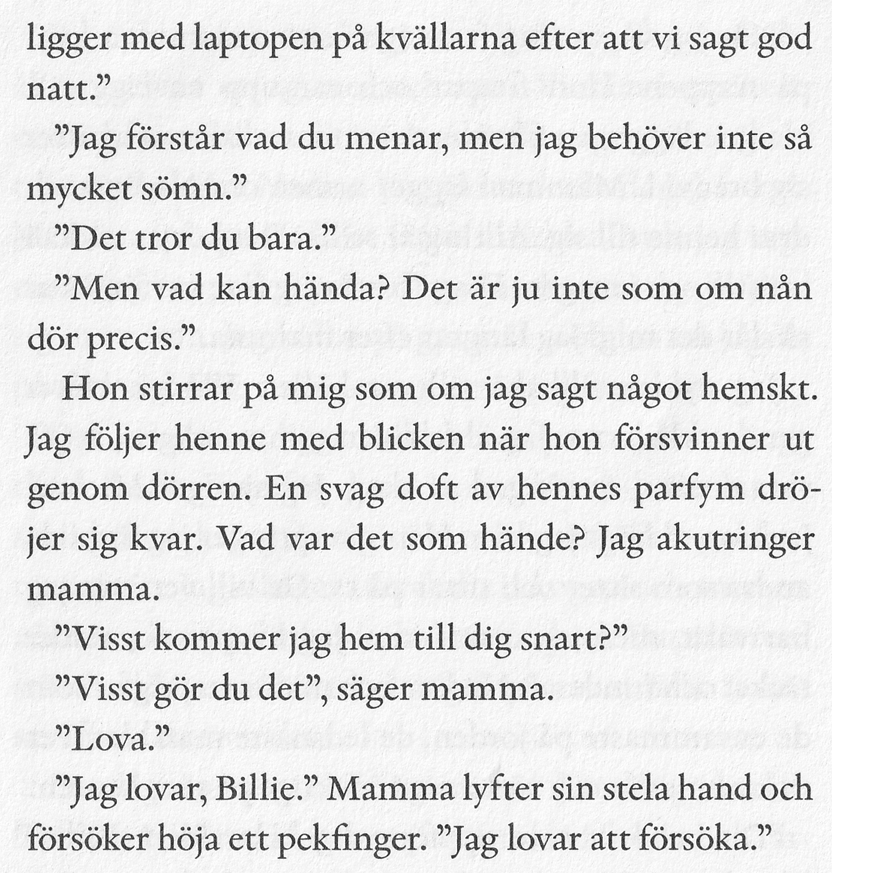 ligger med laptopen på kvällarna efter att vi sagt god
natt.”
”Jag förstår vad du menar, men jag behöver inte så
mycket sömn.”
”Det tror du bara.”
”Men vad kan hända? Det är ju inte som om nån
dör precis.”
Hon stirrar på mig som om jag sagt något hemskt.
Jag följer henne med blicken när hon försvinner ut
genom dörren. En svag doft av hennes parfym drö-
jer sig kvar. Vad var det som hände? Jag akutringer
mamma.
”Visst kommer jag hem till dig snart?”
”Visst gör du det”, säger mamma.
”Lova.”
”Jag lovar, Billie.” Mamma lyfter sin stela hand och
försöker höja ett pekfinger. ”Jag lovar att försöka.”